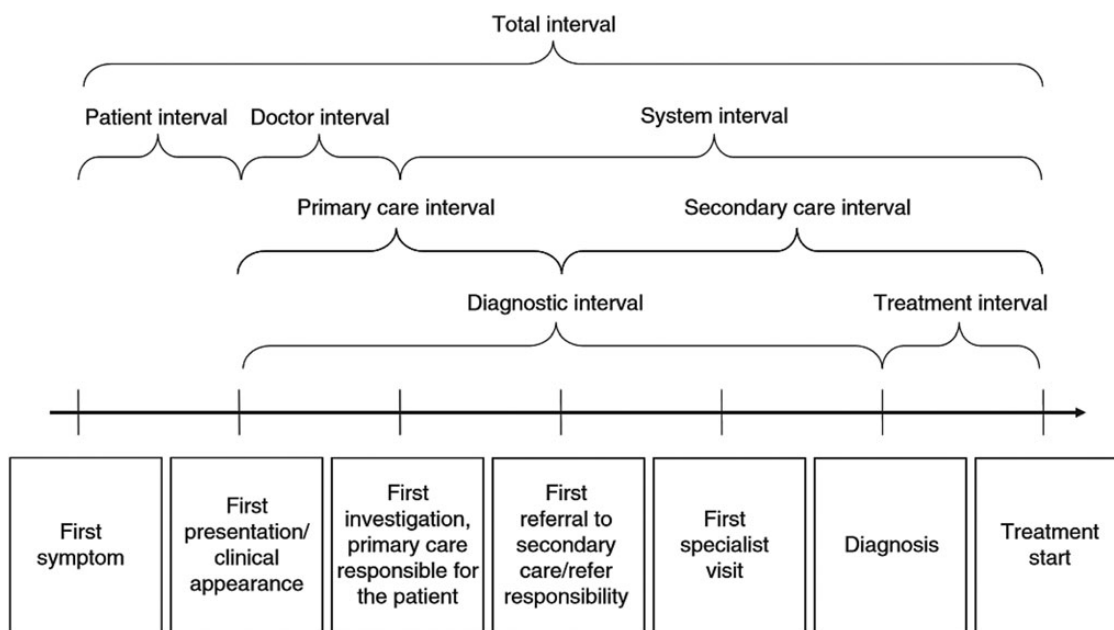 Total interval
Patient interval Doctor interval System interval
Primary care interval Secondary care interval
Diagnostic interval Treatment interval
First
symptom
First
presentation/
clinical
appearance
First
investigation,
primary care
responsible for
the patient
First
referral to
secondary
care/refer
responsibility
First
specialist
visit
Diagnosis
Treatment
start